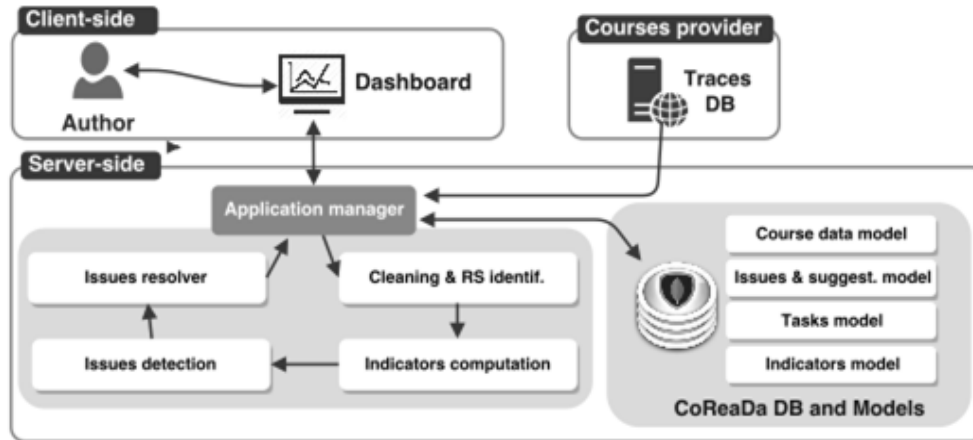 Client-side
Courses provider
Author
Dashboard
Traces
DB
Server-side
Application manager
Issues resolver
Cleaning & RS identif.
Issues detection
Indicators computation
Course data model
Issues & suggest. model
Tasks model
Indicators model
CoReaDa DB and Models